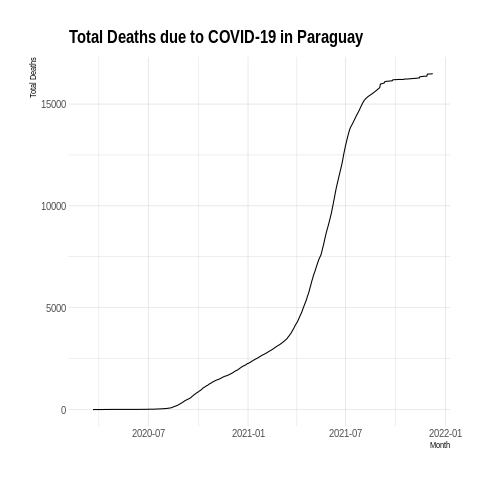 Total Deaths due to COVID-19 in Paraguay
Total Deaths
15000
10000
5000
0
2020-07 2021-01 2021-07 2022-01
Month